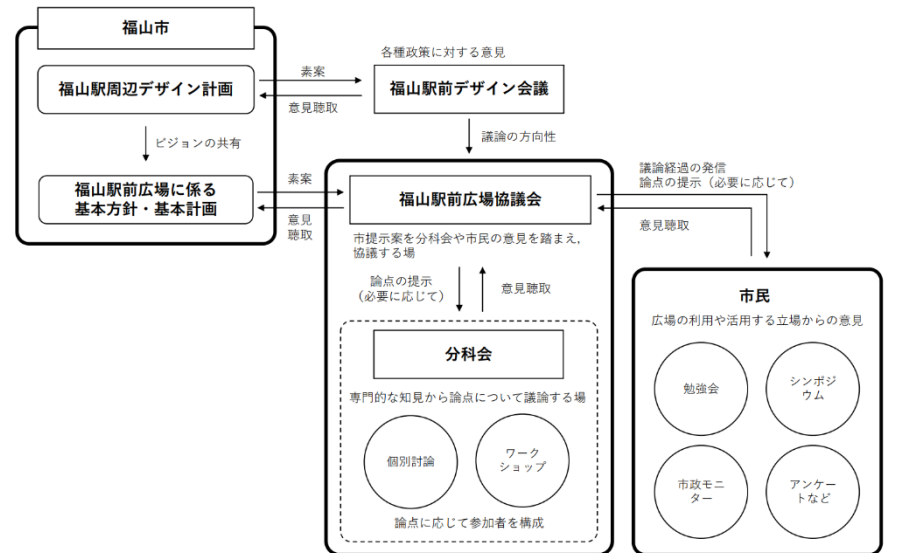 福山市
各種政策に対する意見
福山駅周辺デザイン計画
素案
意見聴取
福山駅前デザイン会議
ビジョンの共有
議論の方向性
福山駅前広場に係る
基本方針・基本計画
素案
意見
聴取
福山駅前広場協議会
議論経過の発信
論点の提示（必要に応じて）
意見聴取
市提示案を分科会や市民の意見を踏まえ，
協議する場
論点の提示
（必要に応じて）
意見聴取
分科会
専門的な知見から論点について議論する場
個別討論
ワーク
ショップ
論点に応じて参加者を構成
市民
広場の利用や活用する立場からの意見
勉強会
シンポジ
ウム
市政モニ
ター
アンケー
トなど